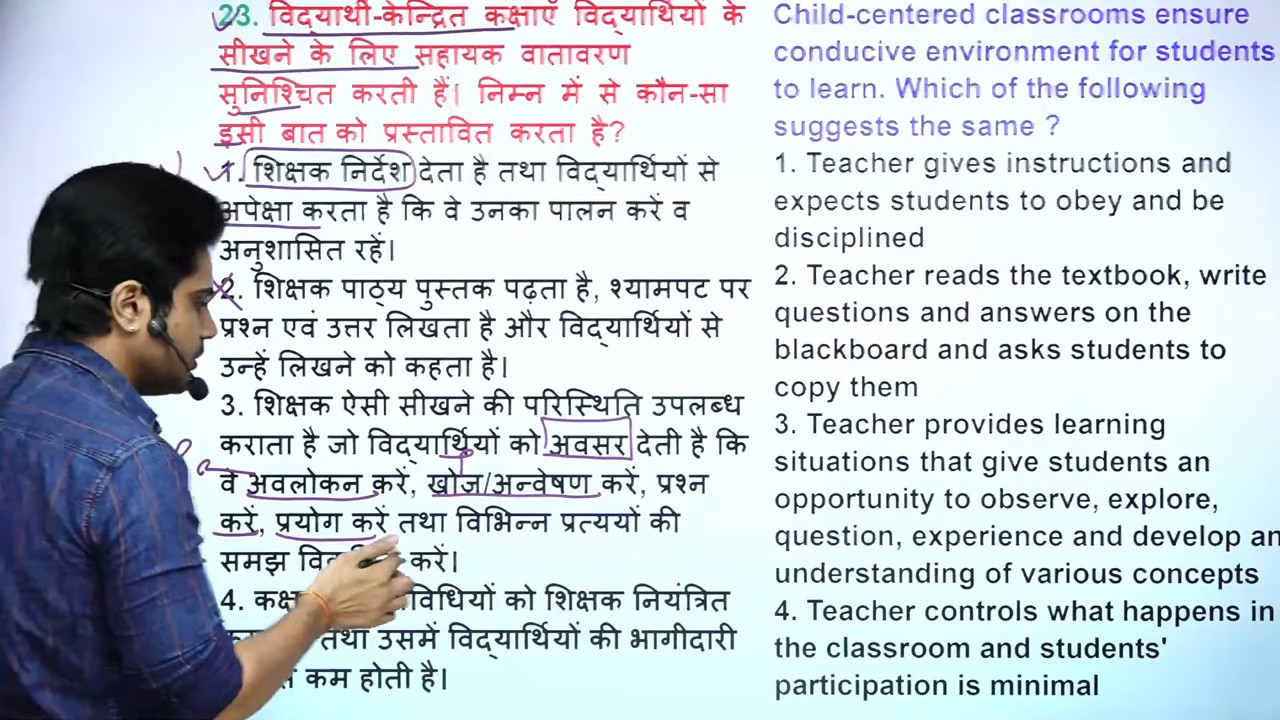 23. विद्यार्थी-केन्द्रित कक्षाएँ विद्यार्थियों के
सीखने के लिए सहायक वातावरण
सुनिश्चित करती हैं। निम्न में से कौन-सा
इसी बात को प्रस्तावित करता है?
1. शिक्षक निर्देश देता है तथा विद्यार्थियों से
अपेक्षा करता है कि वे उनका पालन करें व
अनुशासित रहें।
2. शिक्षक पाठ्य पुस्तक पढ़ता है, श्यामपट पर
प्रश्न एवं उत्तर लिखता है और विद्यार्थियों से
उन्हें लिखने को कहता है।
3. शिक्षक ऐसी सीखने की परिस्थिति उपलब्ध
कराता है जो विद्यार्थियों को अवसर देती है कि
वे अवलोकन करें, खोज/अन्वेषण करें, प्रश्न
करें, प्रयोग करें तथा विभिन्न प्रत्ययों की
समझ करें।
4. विधियों को शिक्षक नियंत्रित
तथा उसमें विद्यार्थियों की भागीदारी
कम होती है।
Child-centered classrooms ensure
conducive environment for students
to learn. Which of the following
suggests the same ?
1. Teacher gives instructions and
expects students to obey and be
disciplined
2. Teacher reads the textbook, write
questions and answers on the
blackboard and asks students to
copy them
3. Teacher provides learning
situations that give students an
opportunity to observe, explore,
question, experience and develop an
understanding of various concepts
4. Teacher controls what happens in
the classroom and students'
participation is minimal